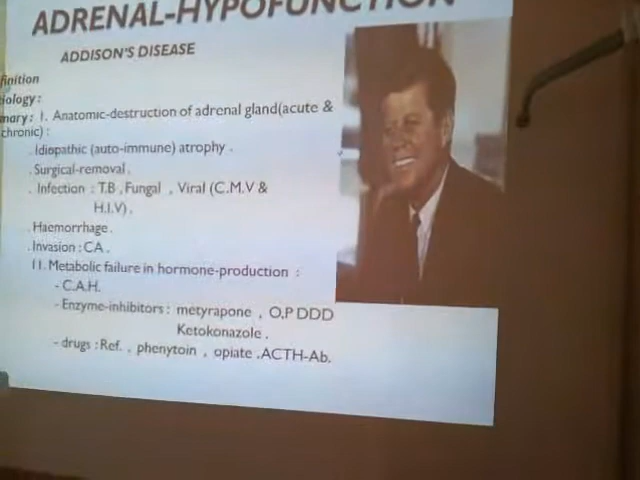 ADRENAL-HYPOFUNCTION
ADDISON'S DISEASE
finition
iology:
mary: I. Anatomic-destruction of adrenal gland(acute &
chronic) :
. Idiopathic (auto-immune) atrophy .
. Surgical-removal .
. Infection : T.B , Fungal , Viral (C.M.V &
H.I.V) .
. Haemorrhage .
. Invasion : CA .
II. Metabolic failure in hormone-production :
- C.A.H.
- Enzyme-inhibitors : metyrapone , O,P DDD
Ketokonazole .
- drugs : Ref. , phenytoin , opiate .ACTH-Ab.